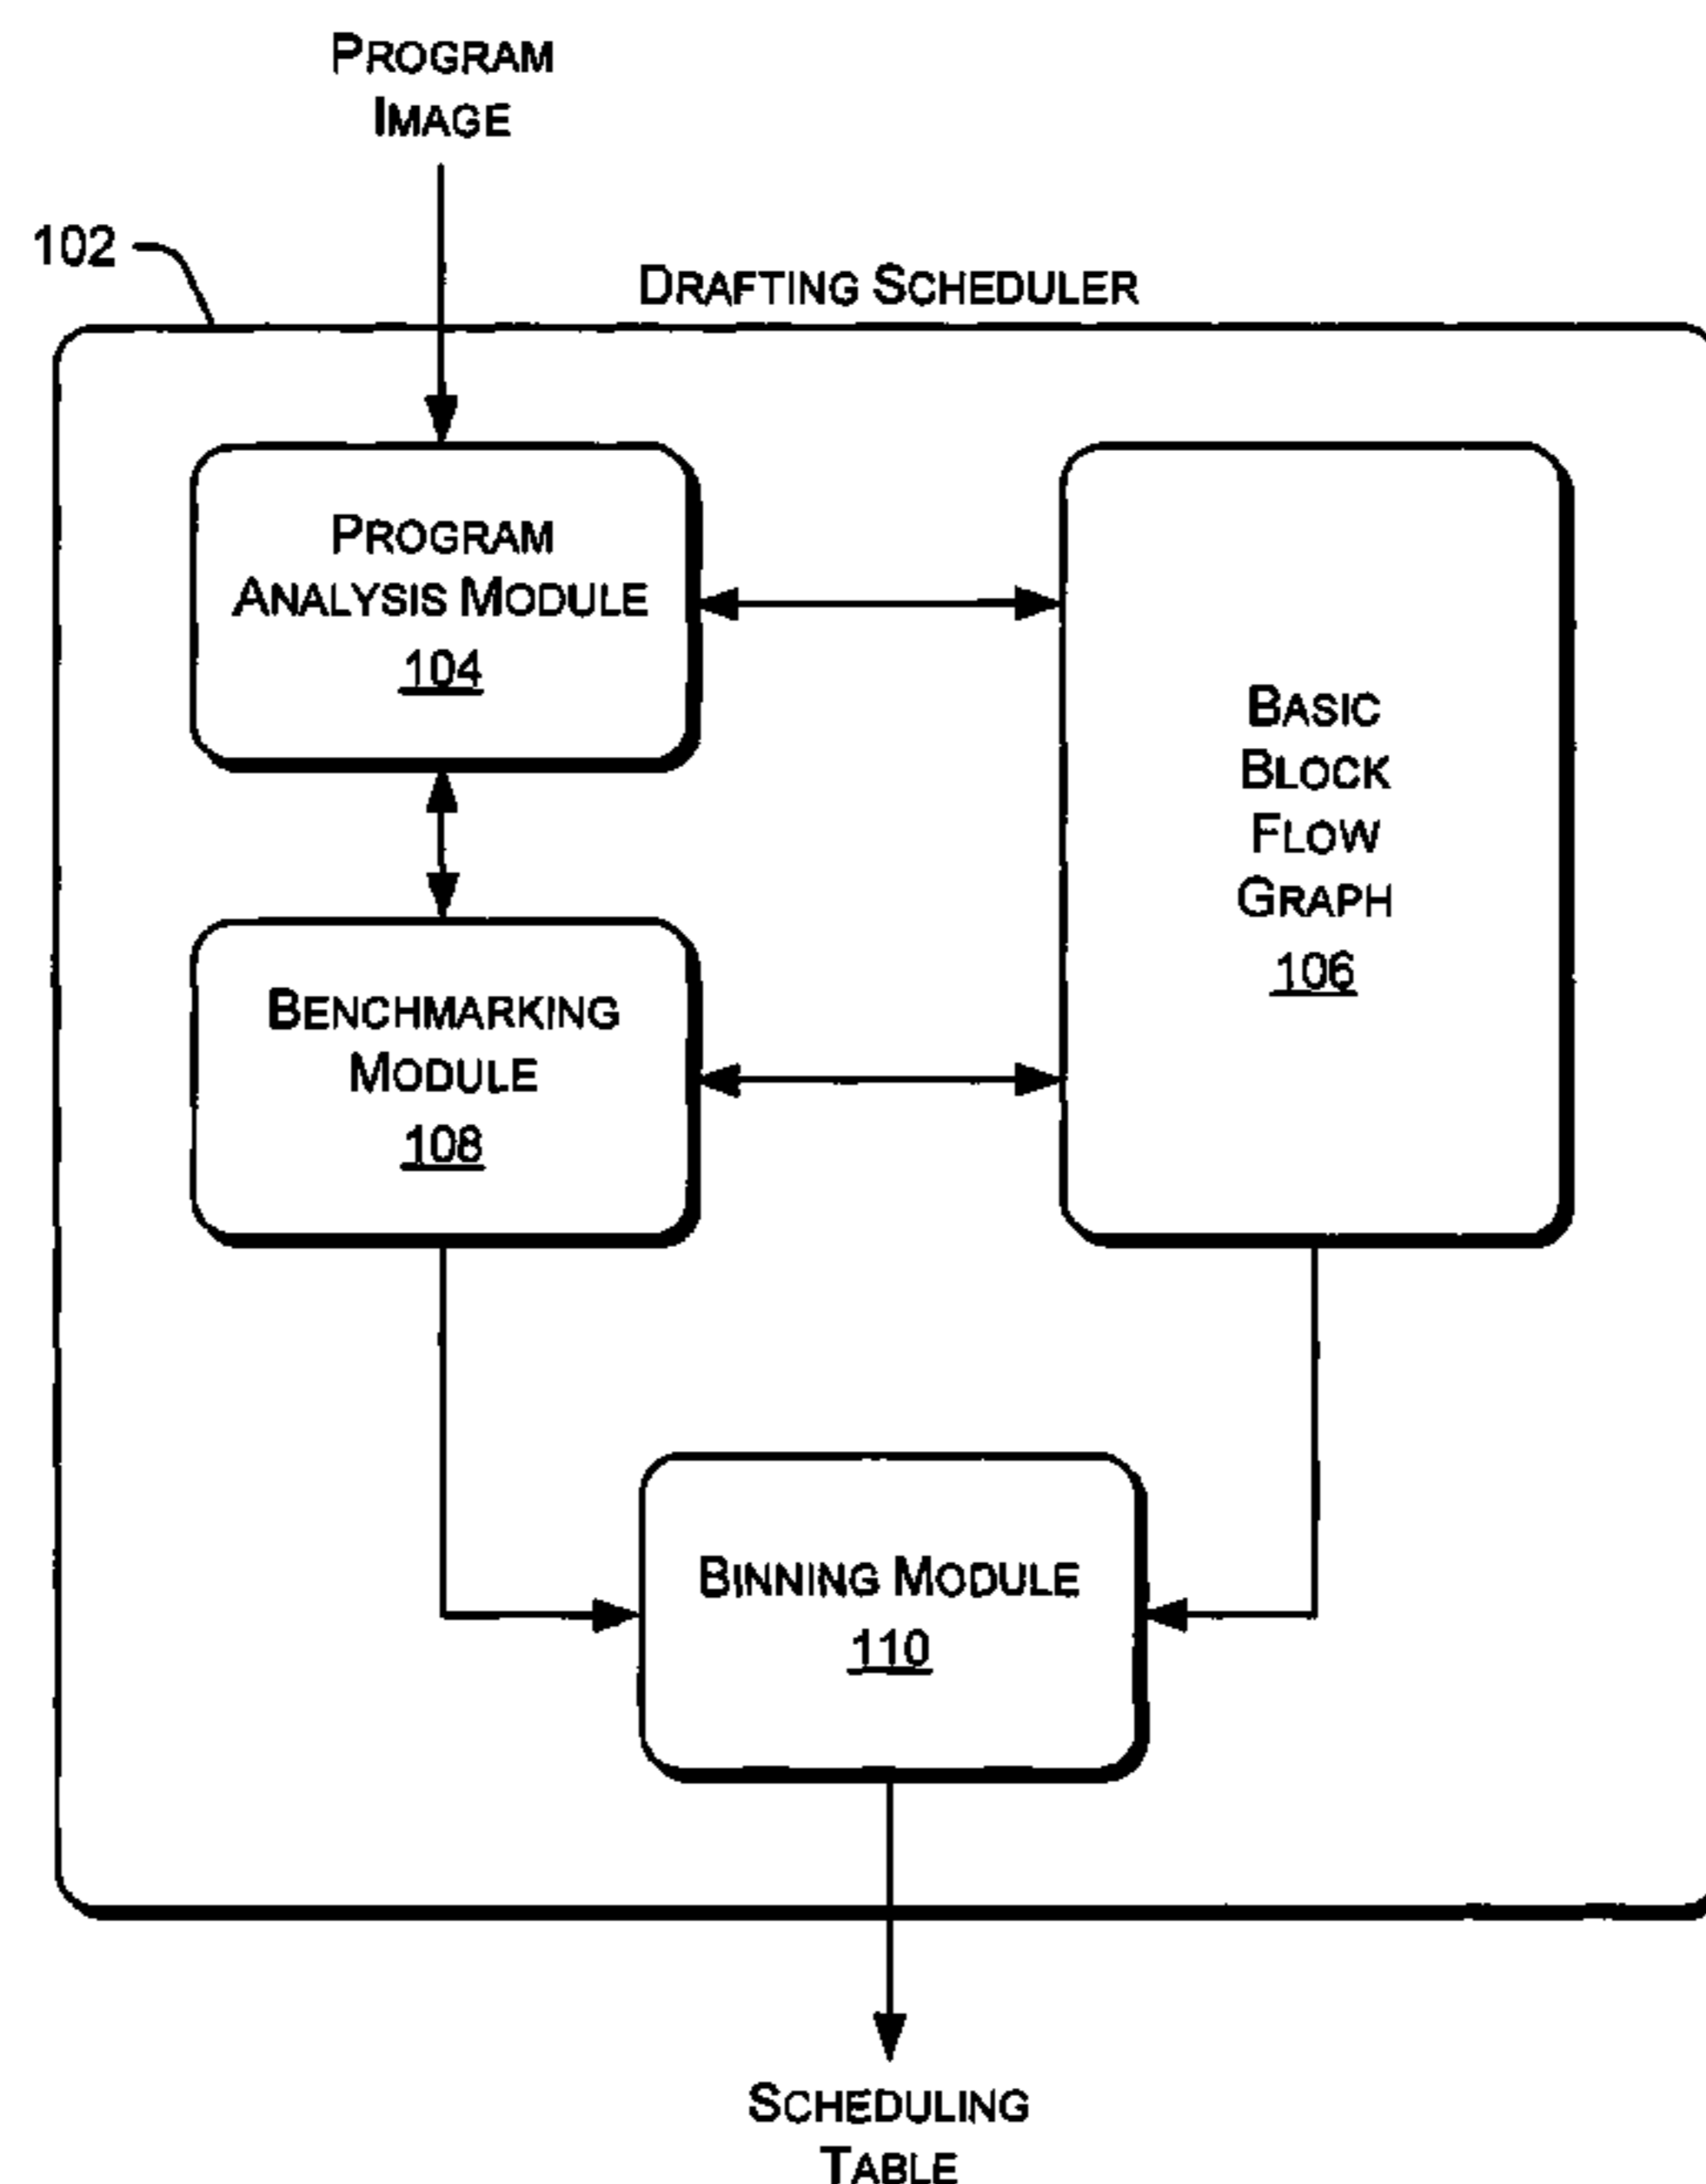 PROGRAM
IMAGE
102
DRAFTING SCHEDULER
PROGRAM
ANALYSIS MODULE
104
BASIC
BLOCK
FLOW
GRAPH
106
BENCHMARKING
MODULE
108
BINNING MODULE
110
SCHEDULING
TABLE